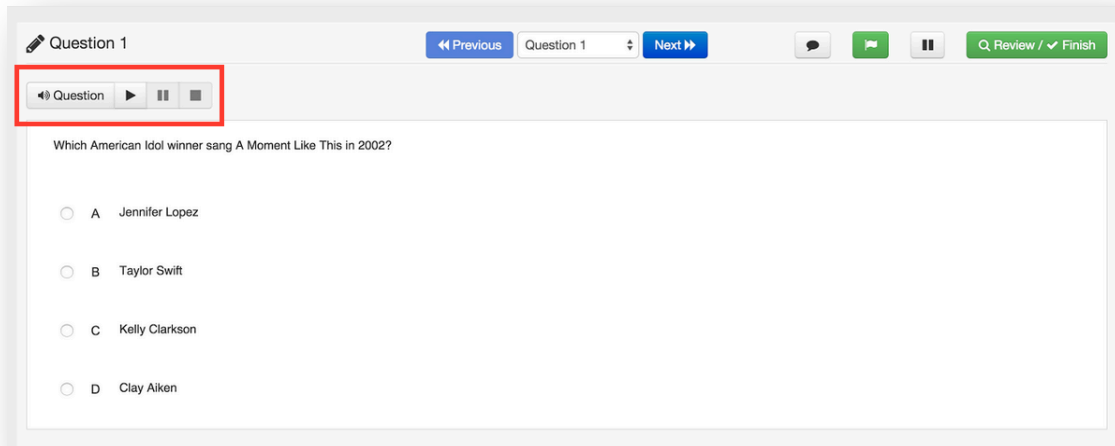 Question 1
Previous
Question 1
Next
Review / ✔ Finish
Question
Which American Idol winner sang A Moment Like This in 2002?
A Jennifer Lopez
B Taylor Swift
C Kelly Clarkson
D Clay Aiken